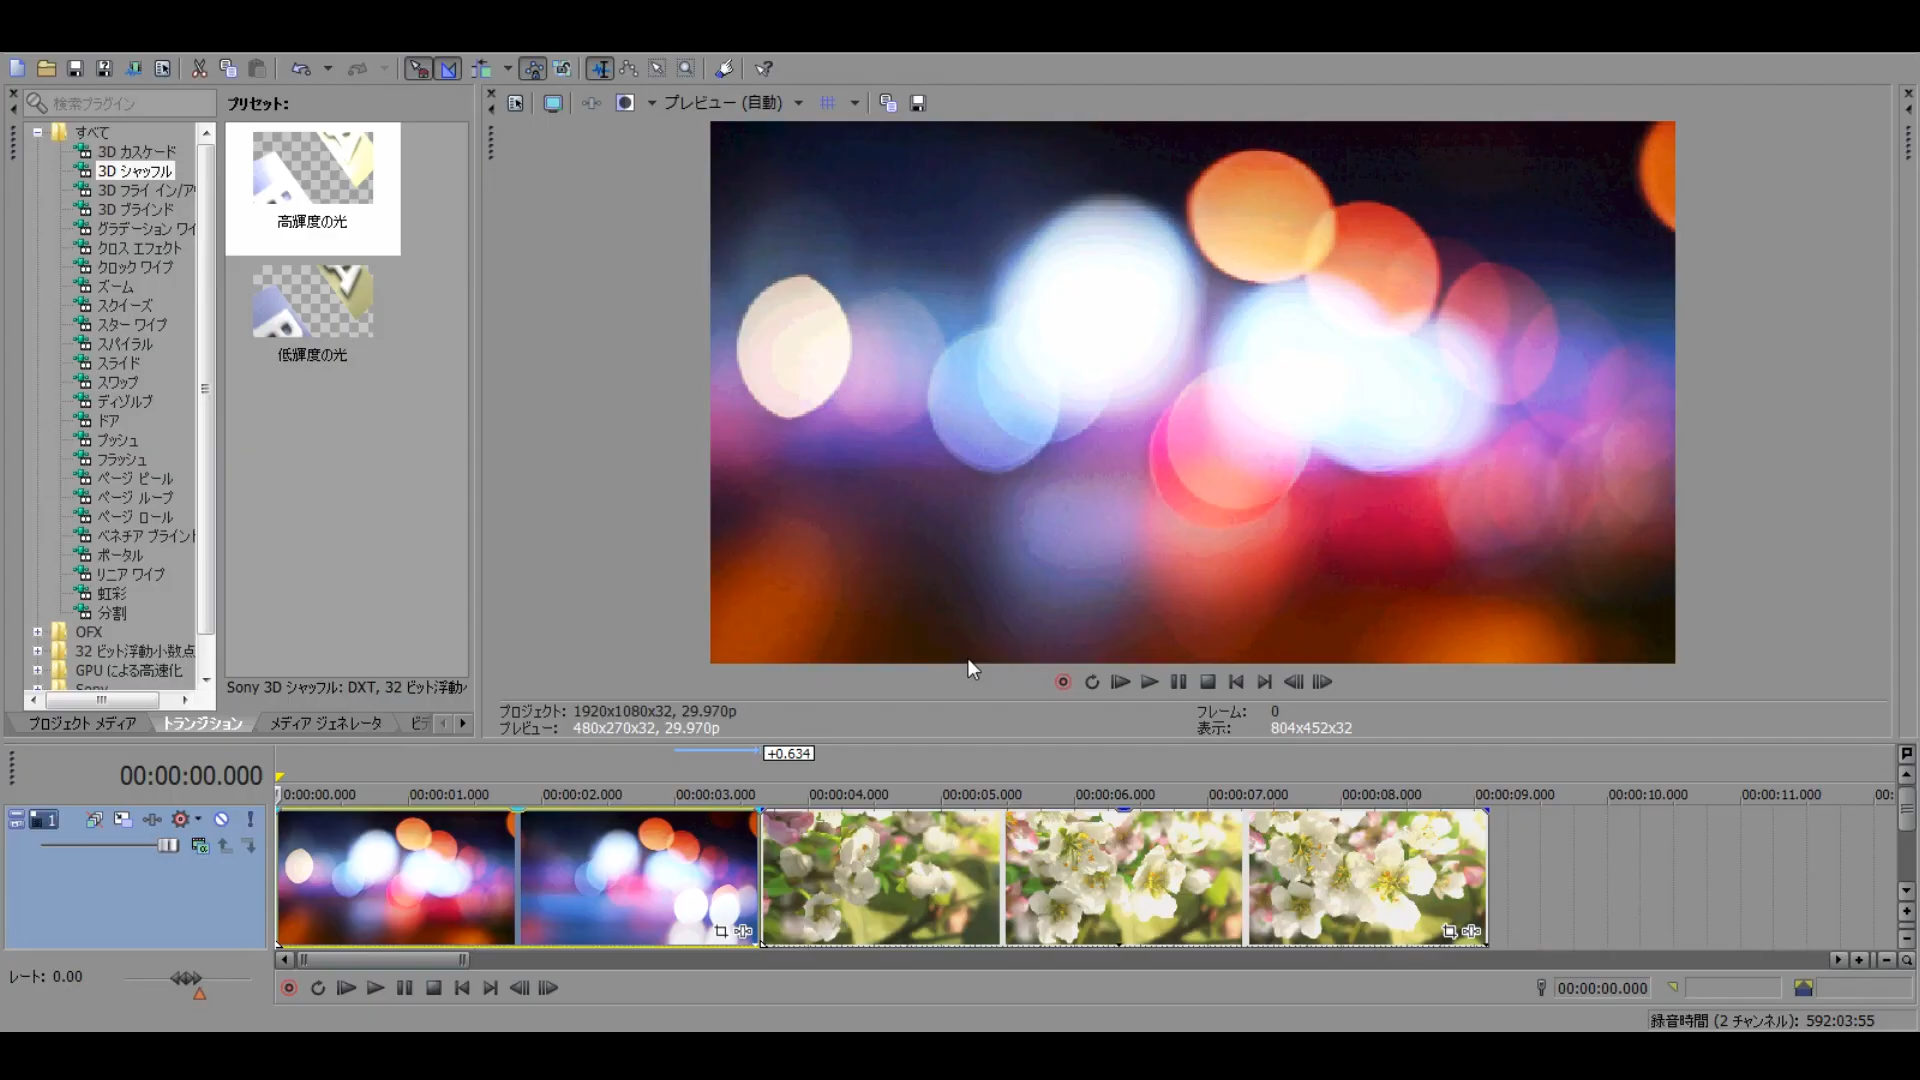 検索プラグイン
プリセット:
プレビュー (自動)
すべて
3D カスケード
3D シャッフル
3D フライ イン/ア
3D ブラインド
グラデーション ワイ
クロス エフェクト
クロック ワイプ
ズーム
スクイーズ
スター ワイプ
スパイラル
スライド
スワップ
ディゾルブ
ドア
プッシュ
フラッシュ
ページ ピール
ページ ループ
ページ ロール
ベネチア ブラインド
ポータル
リニア ワイプ
虹彩
分割
OFX
32 ビット浮動小数点
GPU による高速化
Sony
高輝度の光
低輝度の光
Sony 3D シャッフル: DXT, 32 ビット浮動
プロジェクト メディア
トランジション
メディア ジェネレータ
ビデ
プロジェクト: 1920x1080x32, 29.970p
プレビュー: 480x270x32, 29.970p
フレーム: 0
表示: 804x452x32
+0.634
00:00:00.000
0:00:00.000
00:00:01.000
00:00:02.000
00:00:03.000
00:00:04.000
00:00:05.000
00:00:06.000
00:00:07.000
00:00:08.000
00:00:09.000
00:00:10.000
00:00:11.000
00:
1
レート: 0.00
00:00:00.000
録音時間 (2 チャンネル): 592:03:55